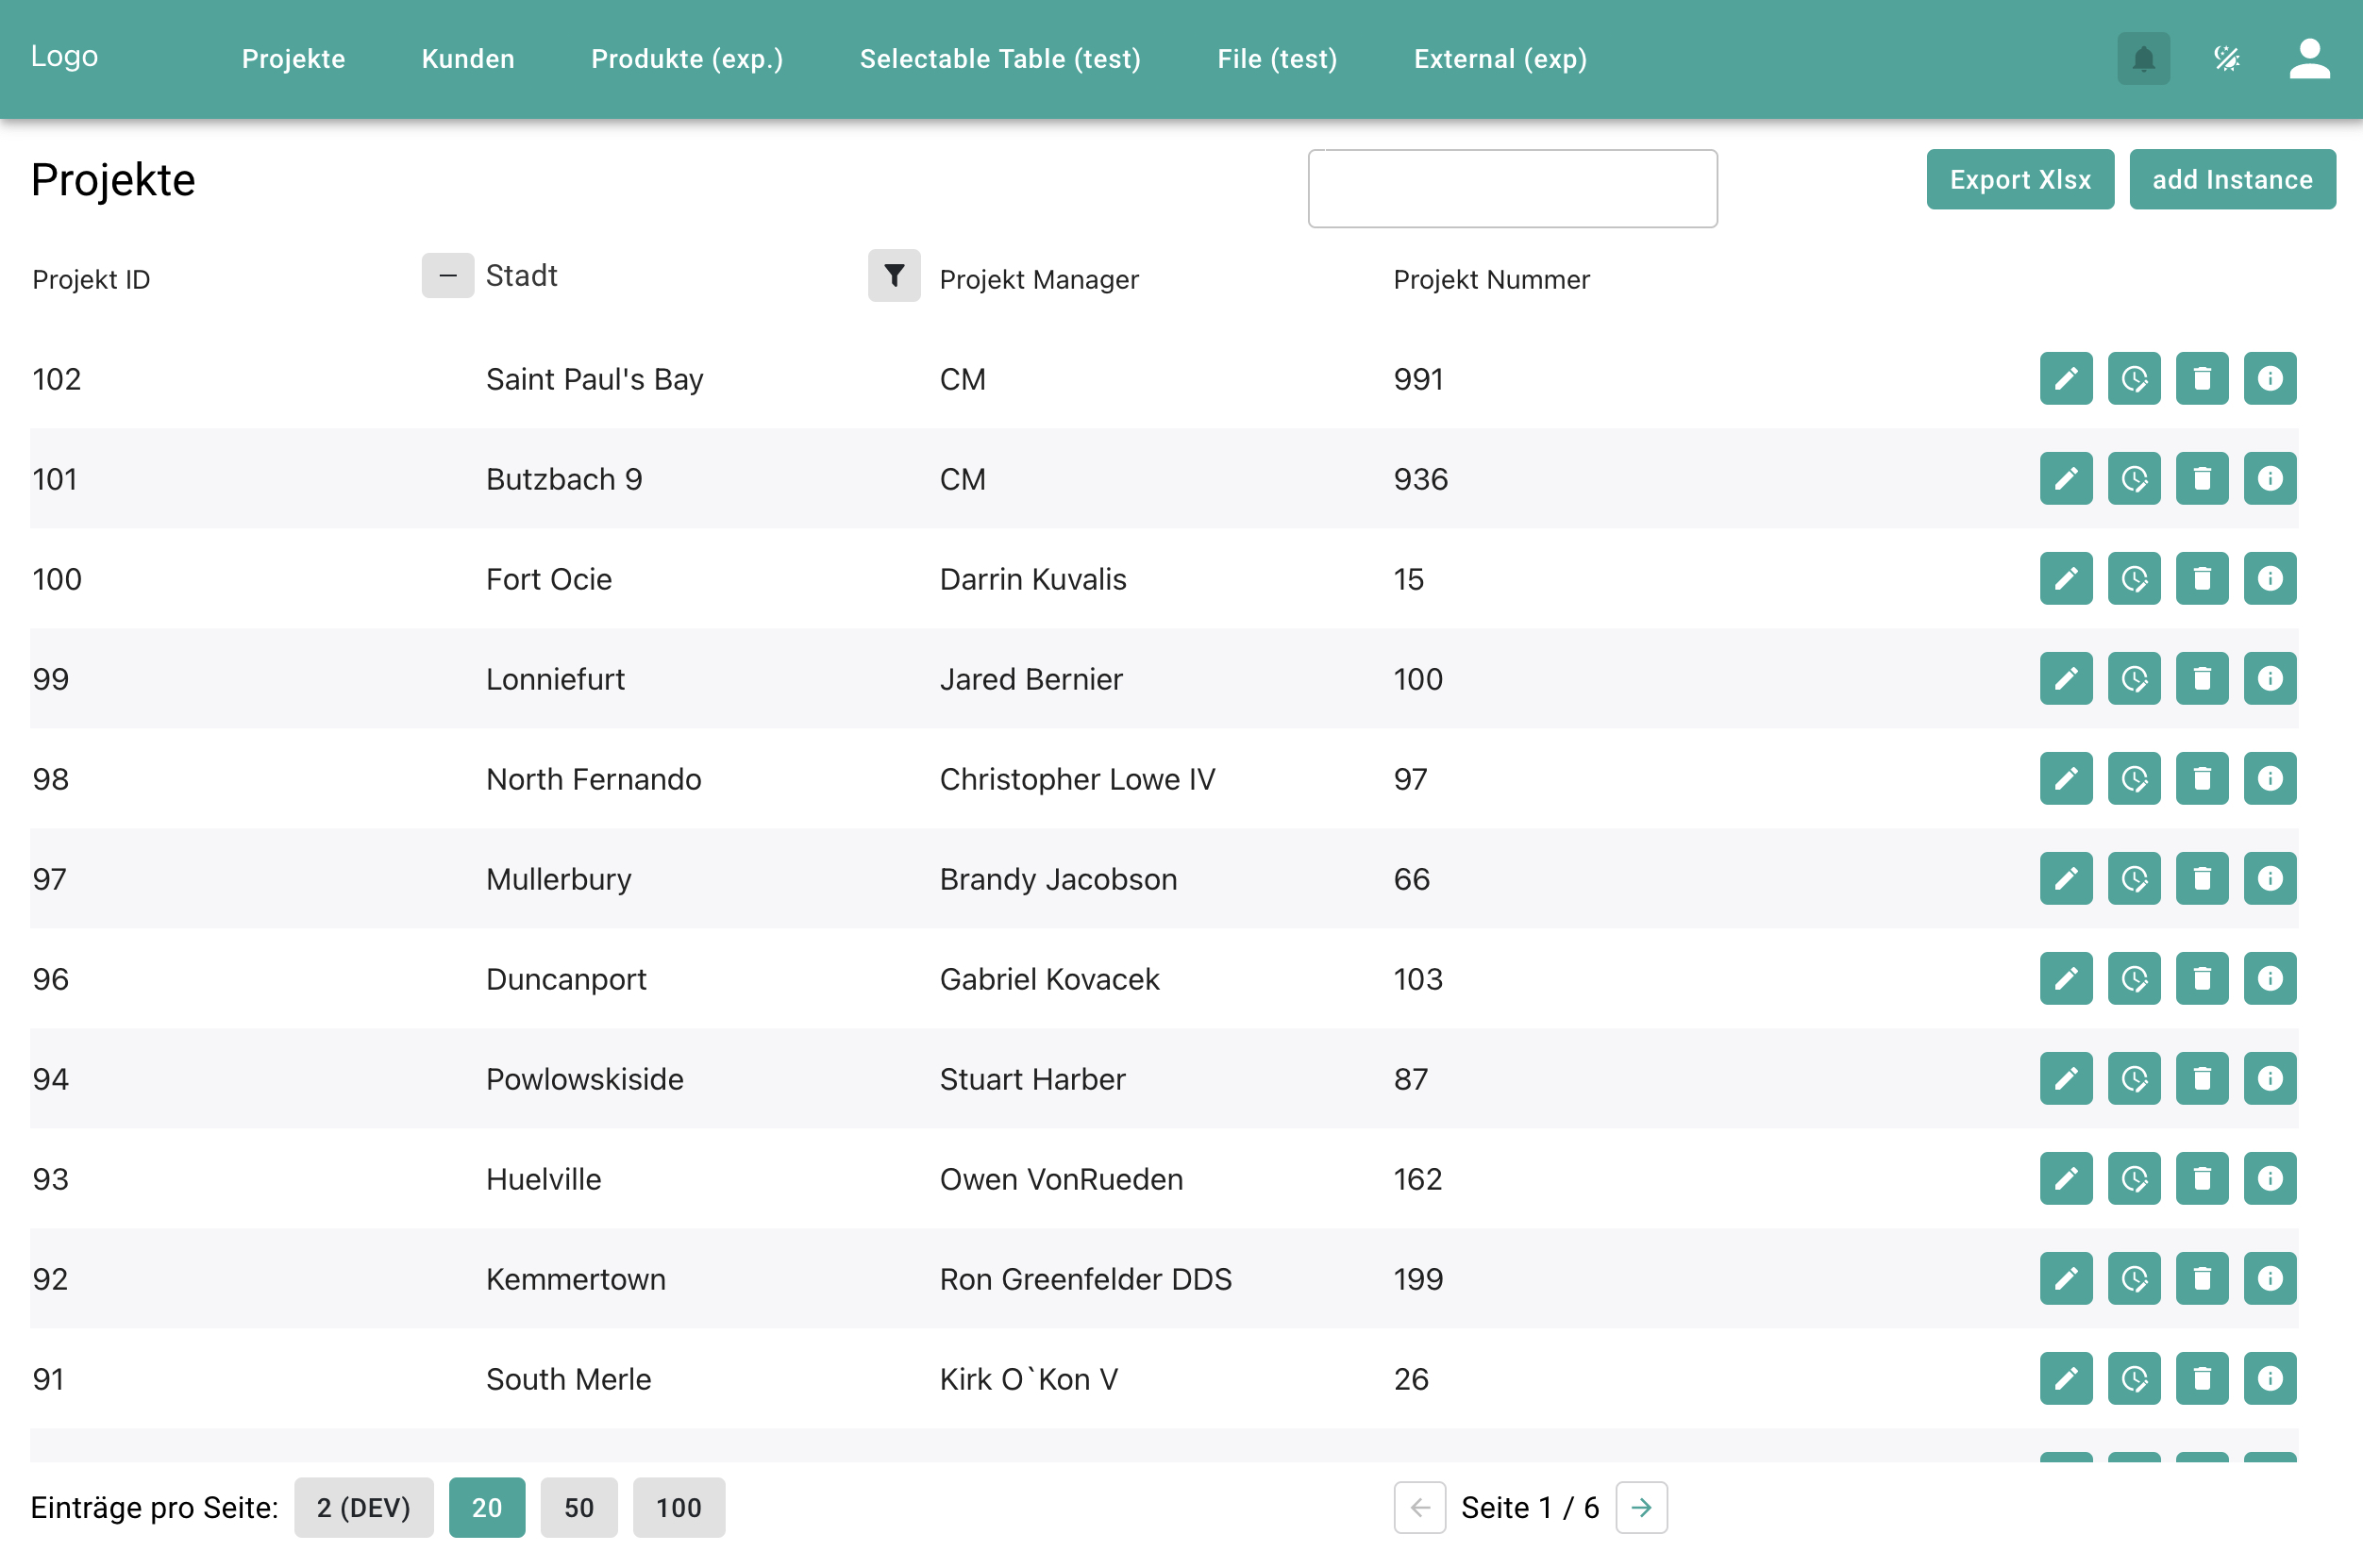 Logo Projekte Kunden Produkte (exp.) Selectable Table (test) File (test) External (exp)
Projekte Export Xlsx add Instance
Projekt ID Stadt Projekt Manager Projekt Nummer
102 Saint Paul's Bay CM 991
101 Butzbach 9 CM 936
100 Fort Ocie Darrin Kuvalis 15
99 Lonniefurt Jared Bernier 100
98 North Fernando Christopher Lowe IV 97
97 Mullerbury Brandy Jacobson 66
96 Duncanport Gabriel Kovacek 103
94 Powlowskiside Stuart Harber 87
93 Huelville Owen VonRueden 162
92 Kemmertown Ron Greenfelder DDS 199
91 South Merle Kirk O`Kon V 26
Einträge pro Seite: 2 (DEV) 20 50 100 Seite 1 / 6